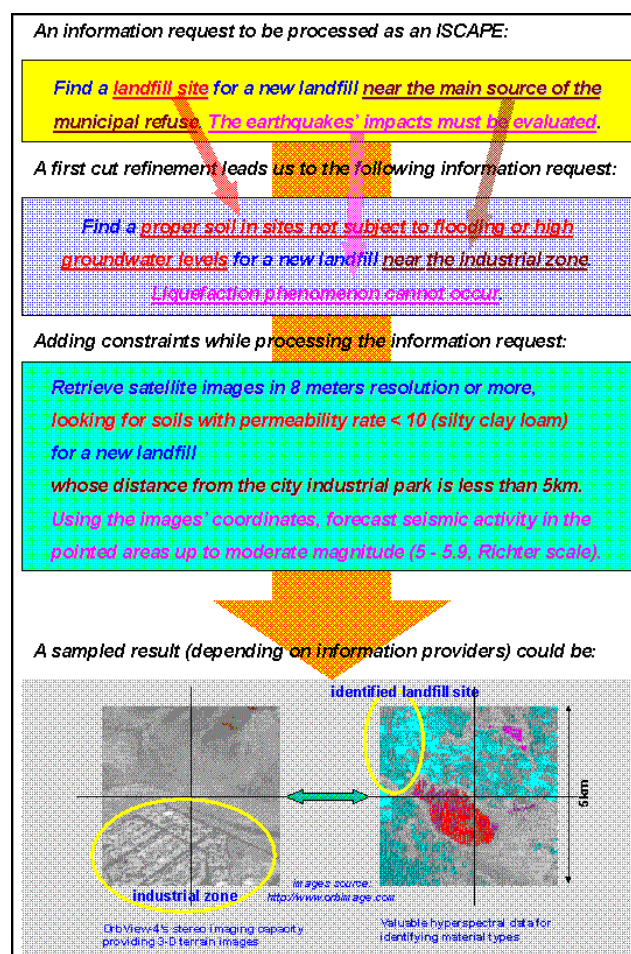 An information request to be processed as an ISCAPE:
Find a landfill site for a new landfill near the main source of the
municipal refuse. The earthquakes' impacts must be evaluated.
A first cut refinement leads us to the following information request:
Find a proper soil in sites not subject to flooding or high
groundwater levels for a new landfill near the industrial zone.
Liquefaction phenomenon cannot occur.
Adding constraints while processing the information request:
Retrieve satellite images in 8 meters resolution or more,
looking for soils with permeability rate < 10 (silty clay loam)
for a new landfill
whose distance from the city industrial park is less than 5km.
Using the images' coordinates, forecast seismic activity in the
pointed areas up to moderate magnitude (5 - 5.9, Richter scale).
A sampled result (depending on information providers) could be:
identified landfill site
5km
industrial zone
images source:
http://www.orbimage.com
OrbView-4's stereo imaging capacity
providing 3-D terrain images
Valuable hyperspectral data for
identifying material types